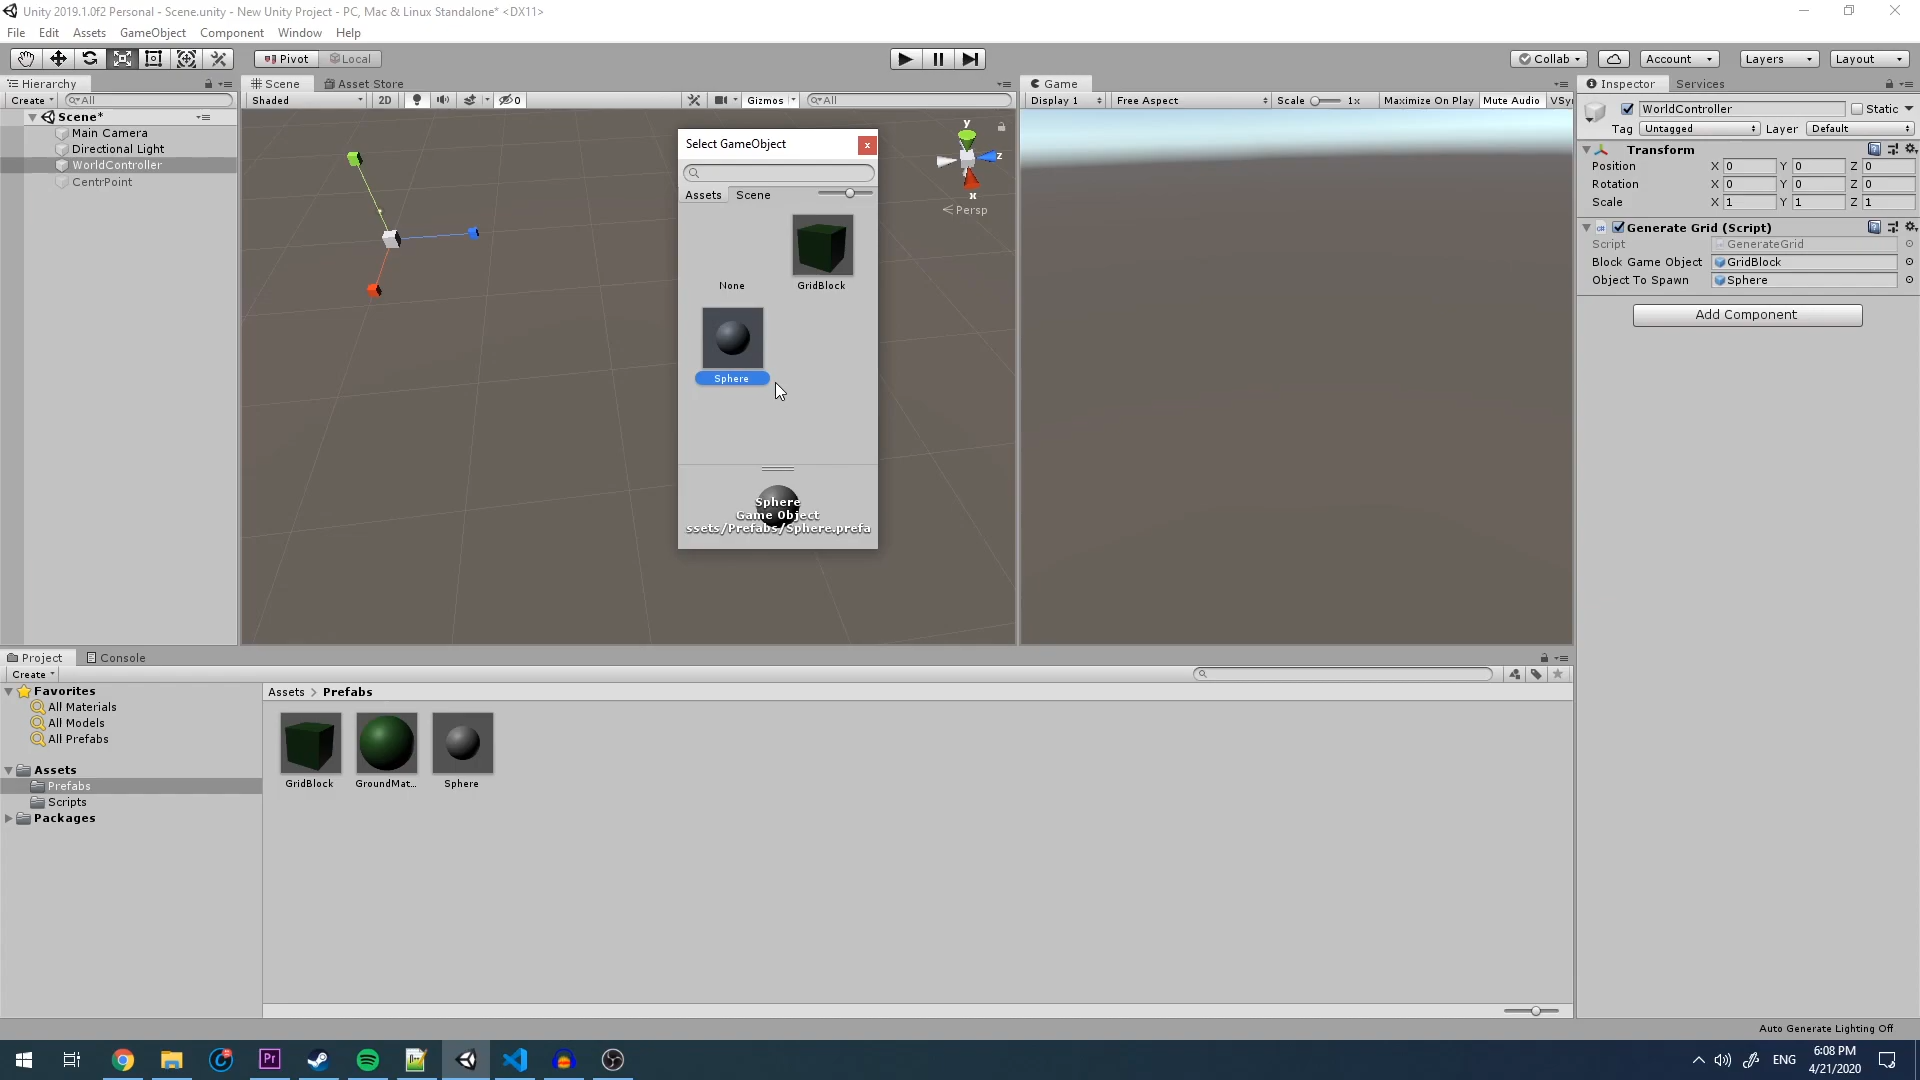 Unity 2019.1.0f2 Personal - Scene.unity - New Unity Project - PC, Mac & Linux Standalone* <DX11>
File Edit Assets GameObject Component Window Help
Pivot Local Collab Account Layers Layout
Hierarchy
Create All
Scene*
Main Camera
Directional Light
WorldController
CentrPoint
Scene Asset Store
Shaded 2D 0 Gizmos All
y
z
x
Persp
Select GameObject
x
Assets Scene
None GridBlock
Sphere
Sphere
Game Object
ssets/Prefabs/Sphere.prefa
Game
Display 1 Free Aspect Scale 1x Maximize On Play Mute Audio VSy
Inspector Services
WorldController Static
Tag Untagged Layer Default
Transform
Position X 0 Y 0 Z 0
Rotation X 0 Y 0 Z 0
Scale X 1 Y 1 Z 1
Generate Grid (Script)
Script GenerateGrid
Block Game Object GridBlock
Object To Spawn Sphere
Add Component
Project Console
Create
Favorites
All Materials
All Models
All Prefabs
Assets
Prefabs
Scripts
Packages
Assets > Prefabs
GridBlock GroundMat... Sphere
Auto Generate Lighting Off
Pr
ENG
6:08 PM
4/21/2020